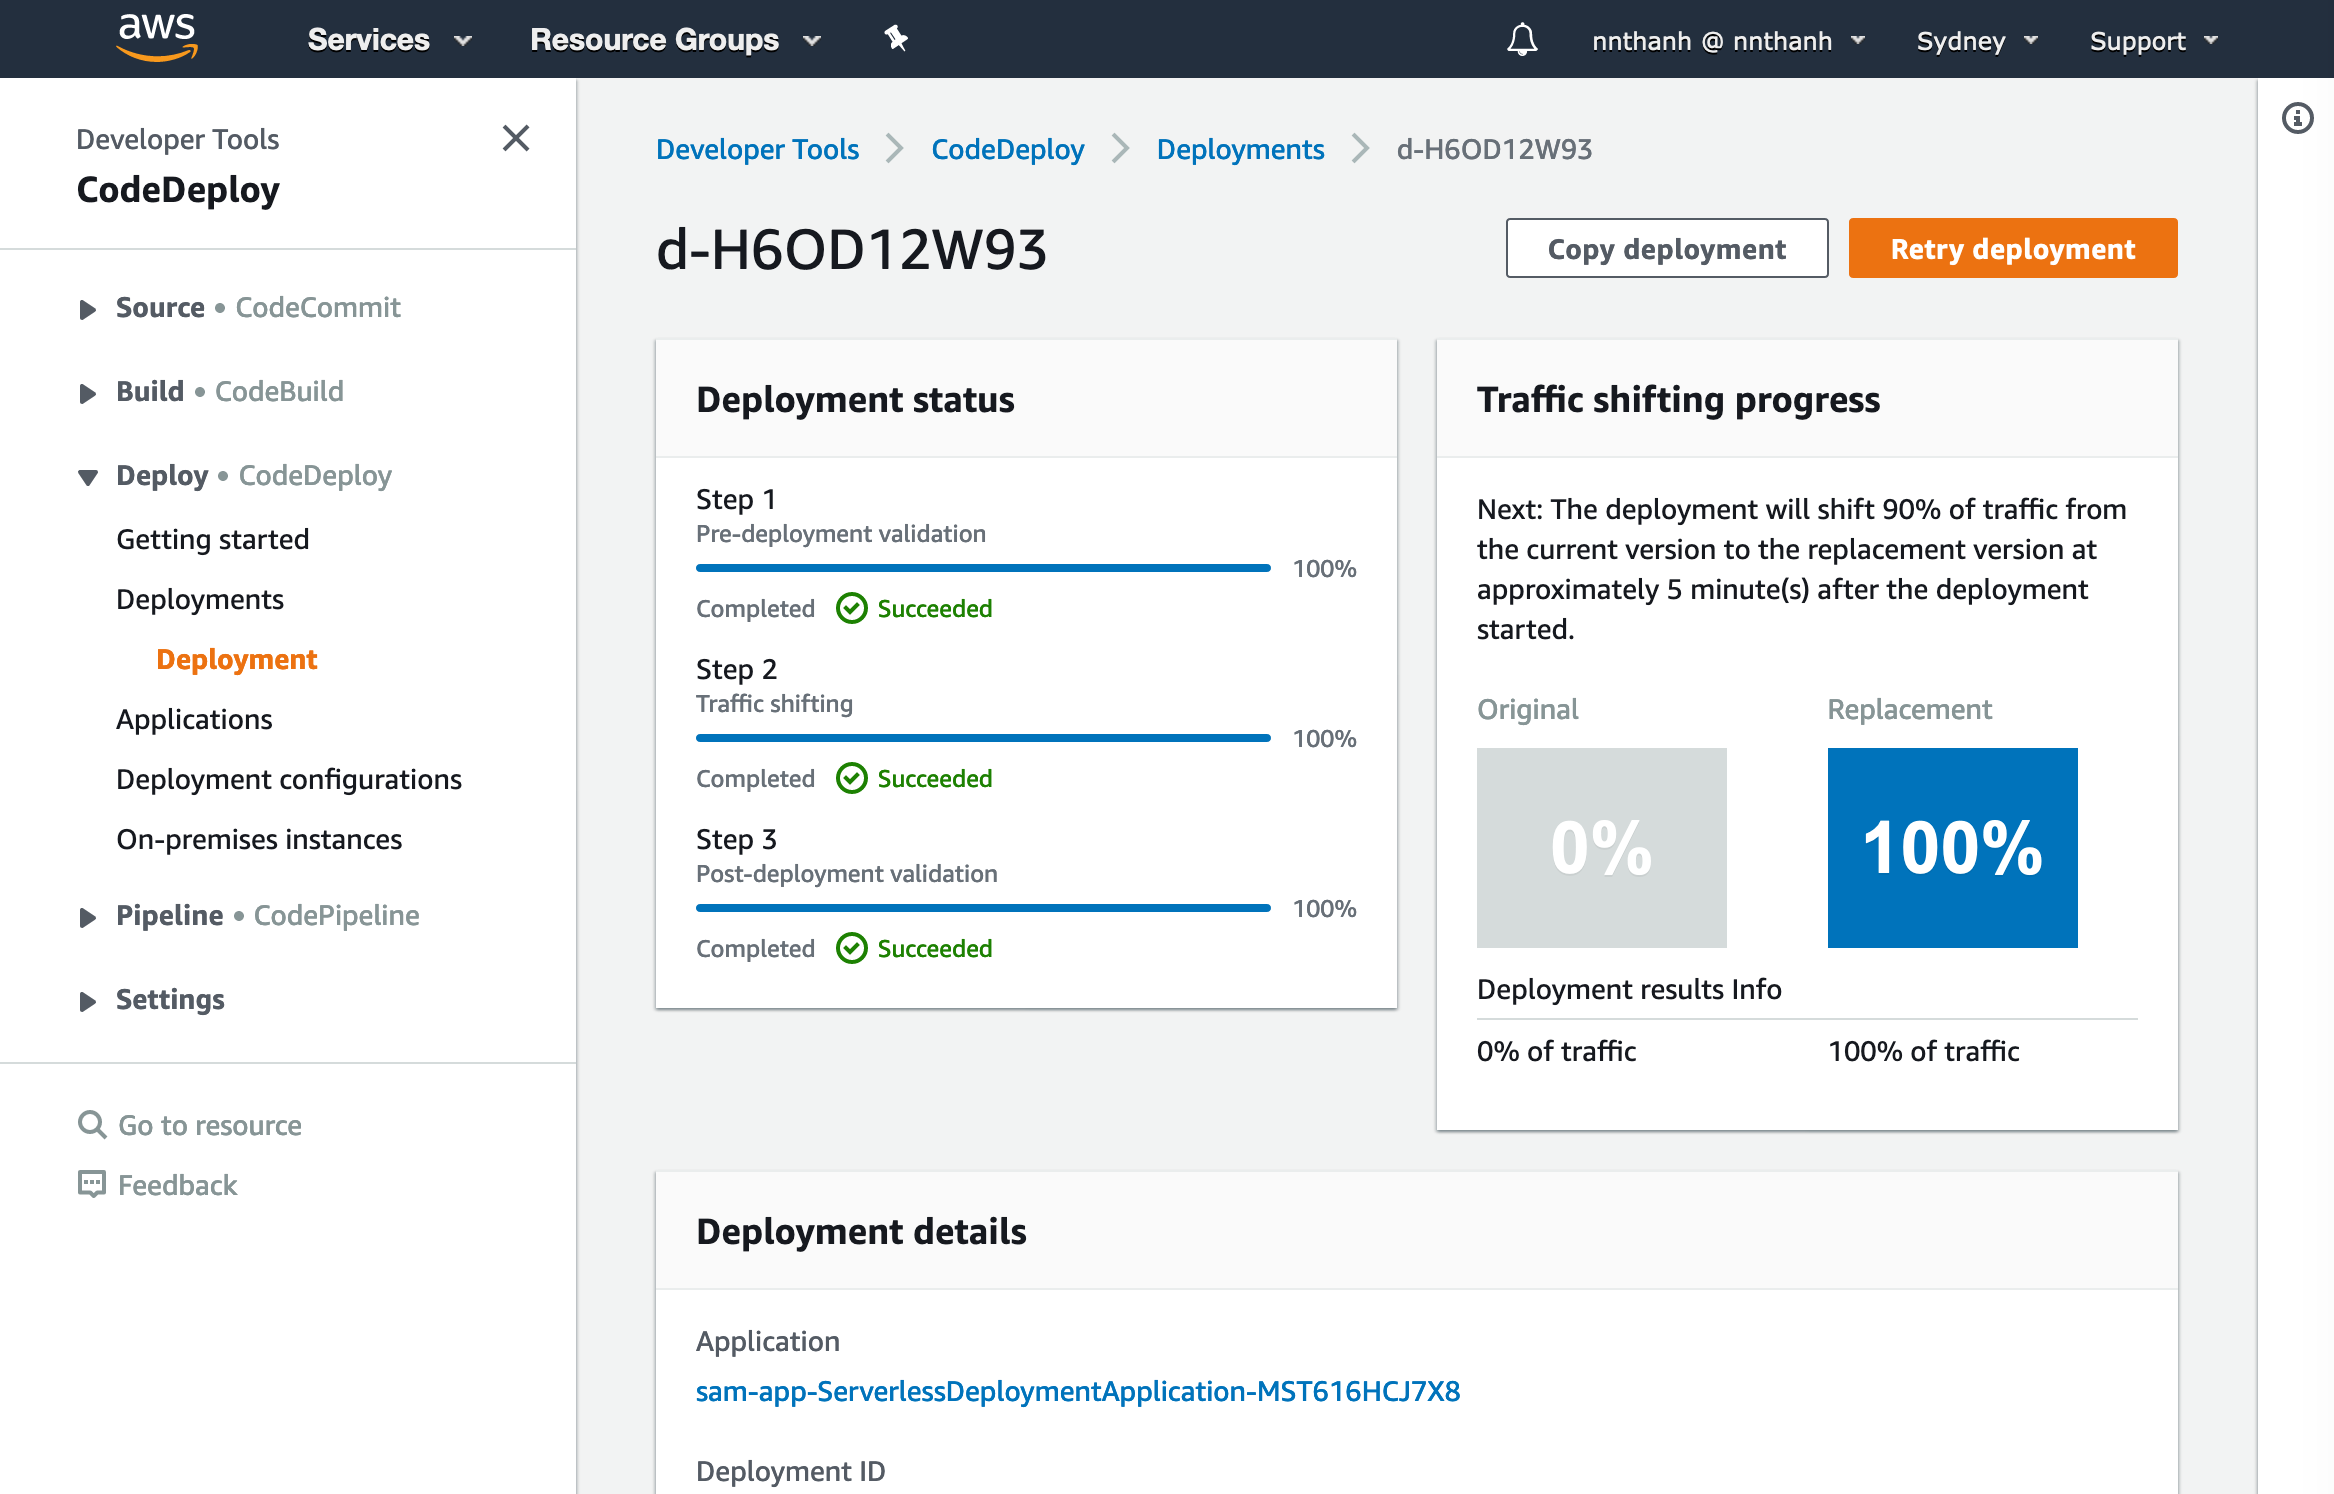 aws
Services
Resource Groups
nnthanh @ nnthanh
Sydney
Support
Developer Tools
CodeDeploy
Source • CodeCommit
Build • CodeBuild
Deploy • CodeDeploy
Getting started
Deployments
Deployment
Applications
Deployment configurations
On-premises instances
Pipeline • CodePipeline
Settings
Go to resource
Feedback
Developer Tools
CodeDeploy
Deployments
d-H6OD12W93
d-H6OD12W93
Copy deployment
Retry deployment
Deployment status
Step 1
Pre-deployment validation
100%
Completed
Succeeded
Step 2
Traffic shifting
100%
Completed
Succeeded
Step 3
Post-deployment validation
100%
Completed
Succeeded
Traffic shifting progress
Next: The deployment will shift 90% of traffic from
the current version to the replacement version at
approximately 5 minute(s) after the deployment
started.
Original
Replacement
0%
100%
Deployment results Info
0% of traffic
100% of traffic
Deployment details
Application
sam-app-ServerlessDeploymentApplication-MST616HCJ7X8
Deployment ID